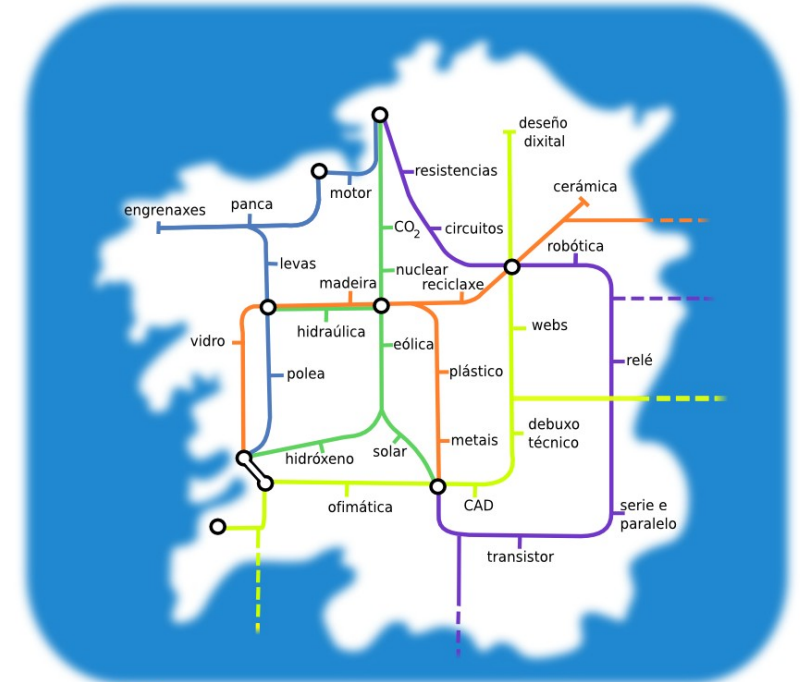 deseño
dixital
resistencias
cerámica
motor
engrenaxes
panca
CO2
circuitos
robótica
levas
nuclear
madeira
reciclaxe
hidraúlica
webs
vidro
eólica
relé
polea
plástico
debuxo
técnico
metais
solar
hidróxeno
ofimática
CAD
serie e
paralelo
transistor